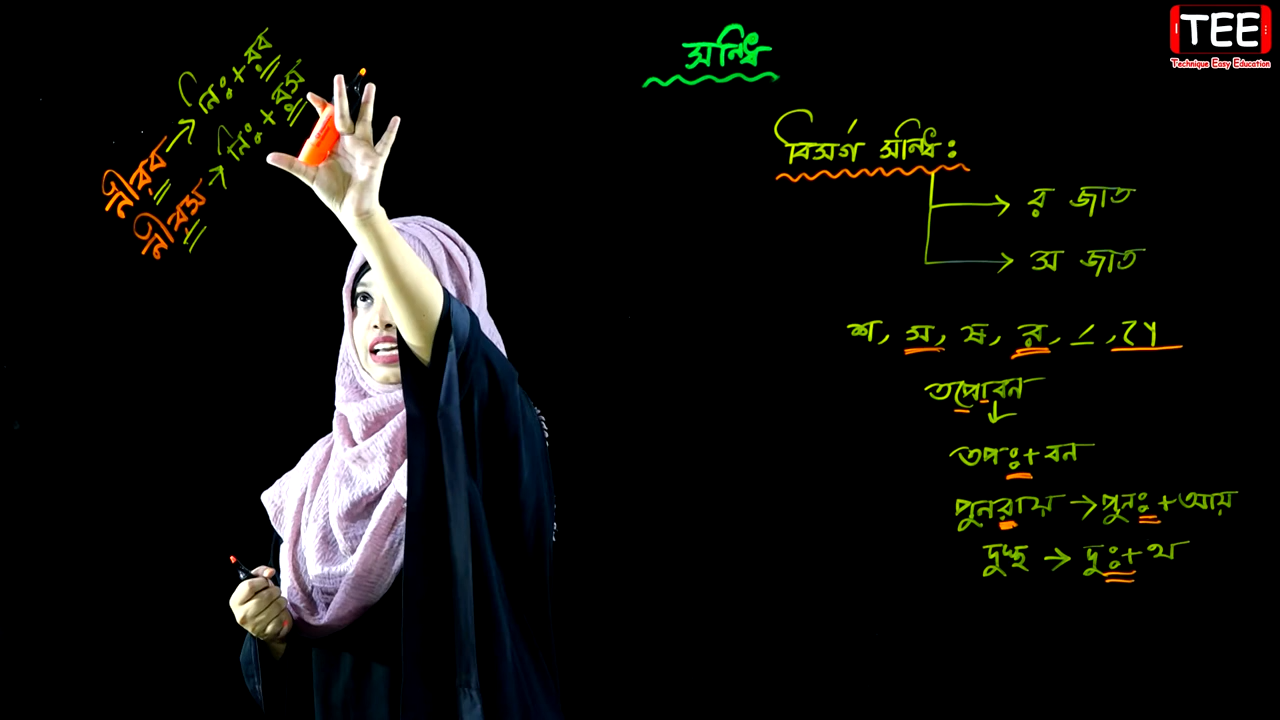 সন্ধি
TEE
Technique Easy Education
নীরব → নিঃ + রব
নীরস → নিঃ + রস
বিসর্গ সন্ধি ঃ
→ র জাত
→ স জাত
শ, স, ষ, র,
তপোবন
↓
তপঃ + বন
পুনরায় → পুনঃ + আয়
দুস্থ → দুঃ + থ